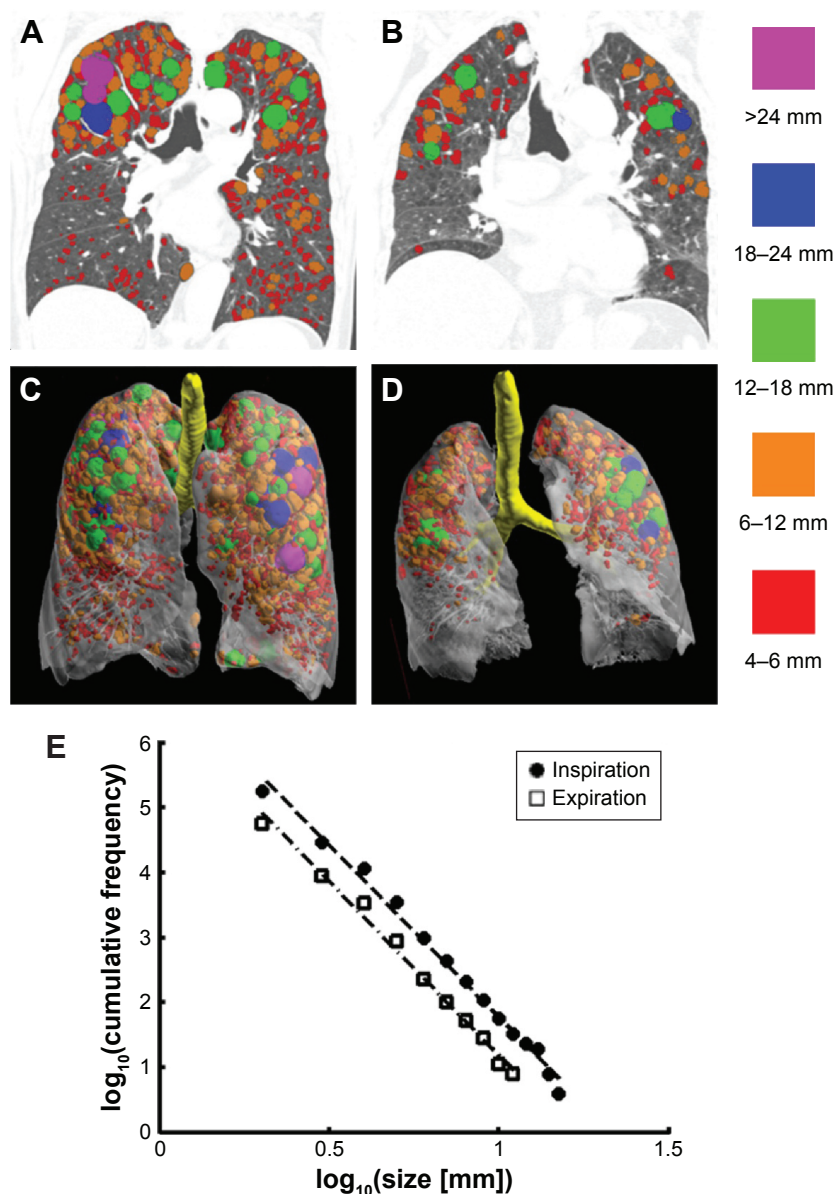 A
B
>24 mm
18–24 mm
12–18 mm
6–12 mm
4–6 mm
C
D
E
log10(cumulative frequency)
6
5
4
3
2
1
0
Inspiration
Expiration
0
0.5
1
1.5
log10(size [mm])